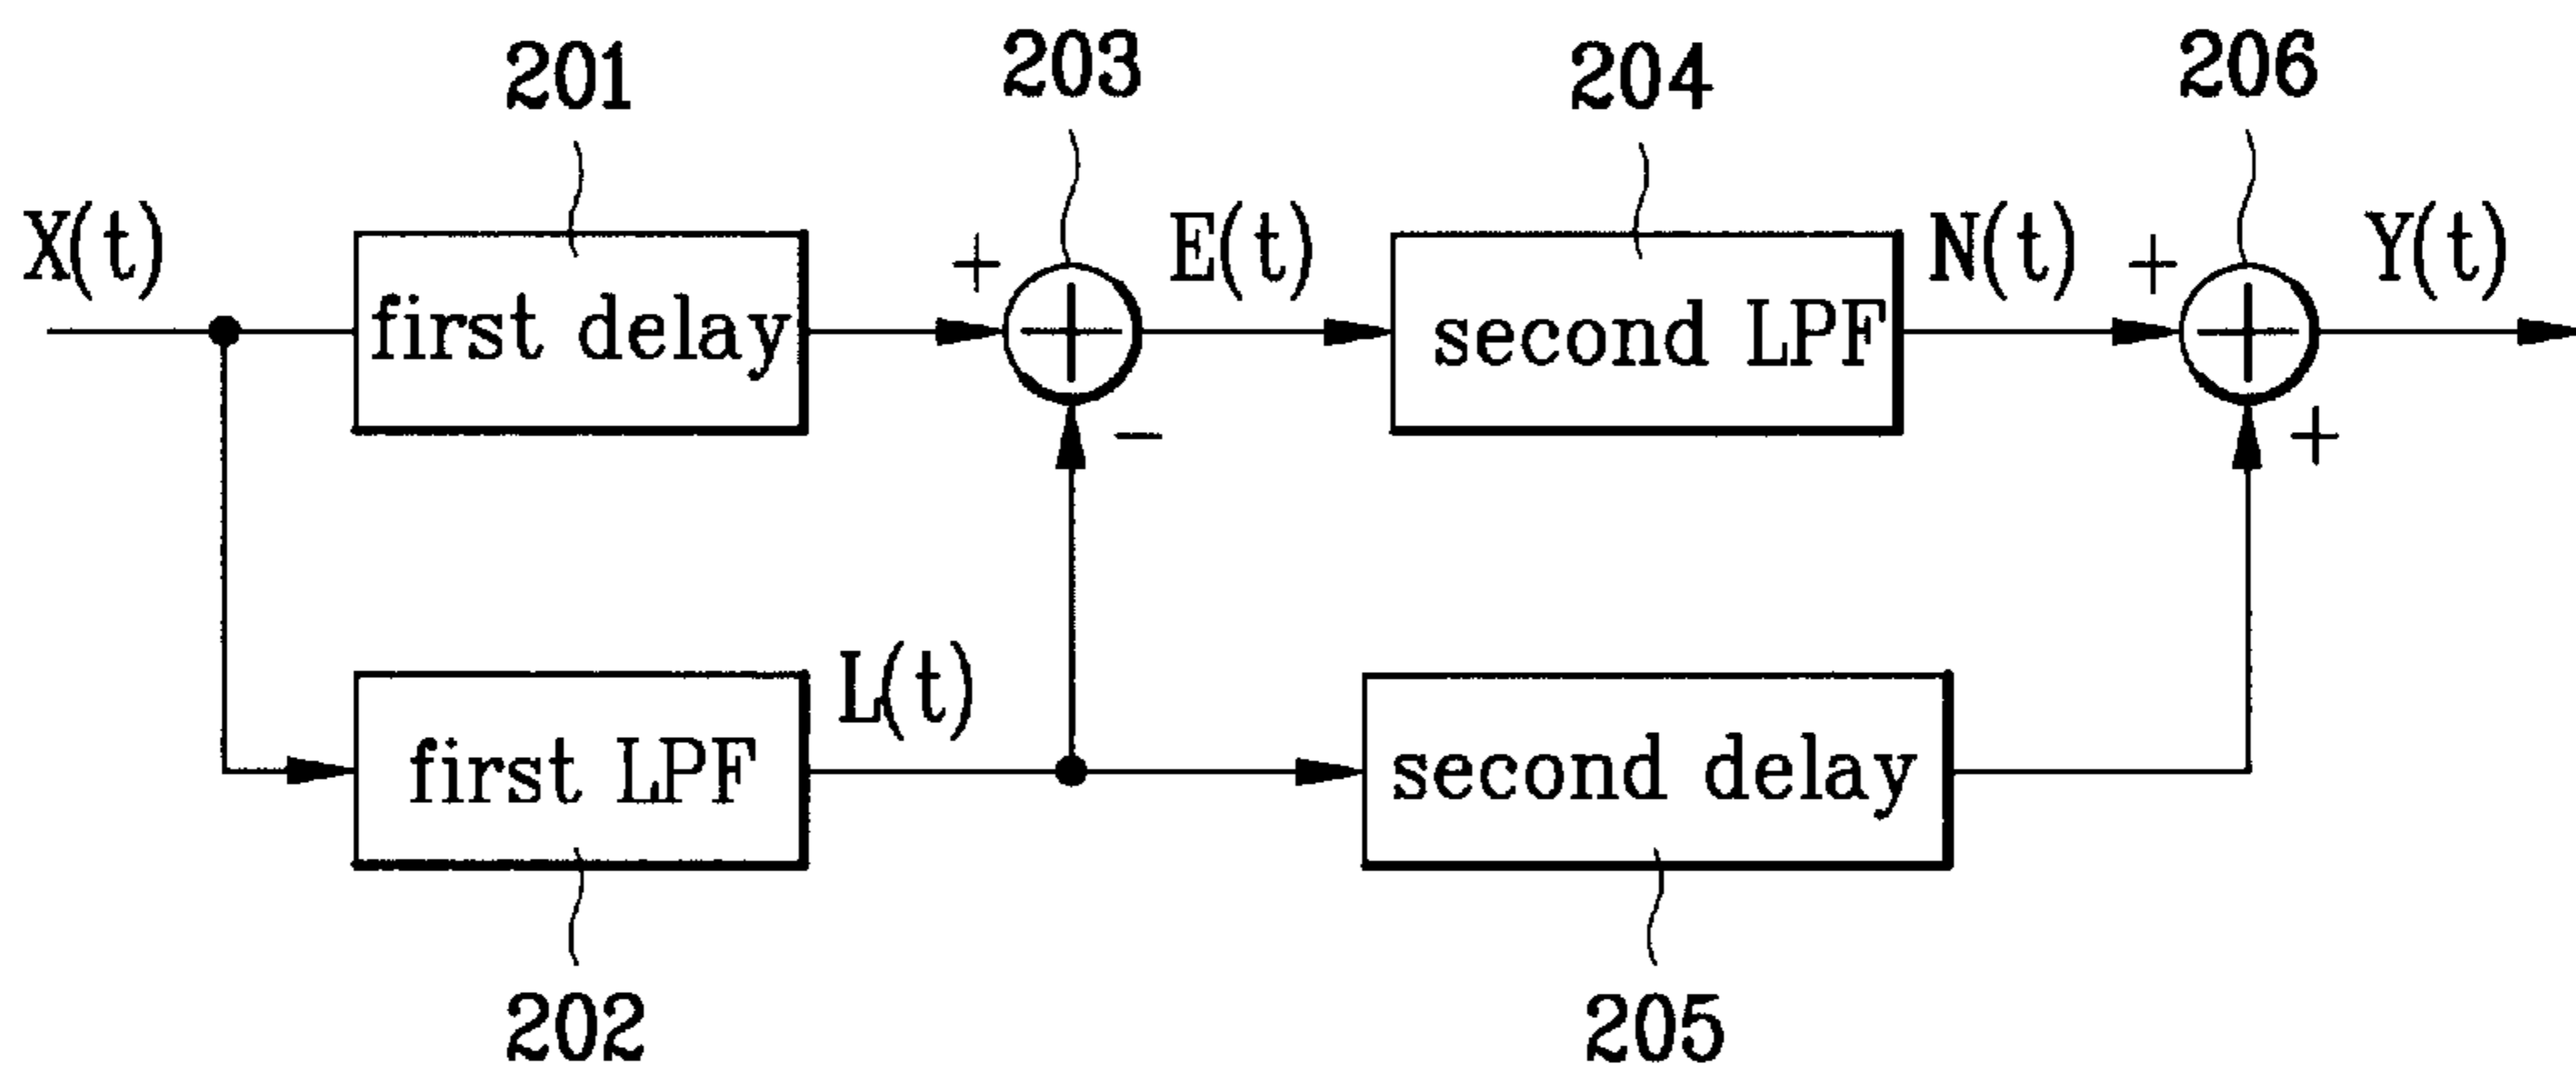 201
203
204
206
X(t)
+
E(t)
N(t)
+
Y(t)
first delay
second LPF
-
+
L(t)
first LPF
second delay
202
205